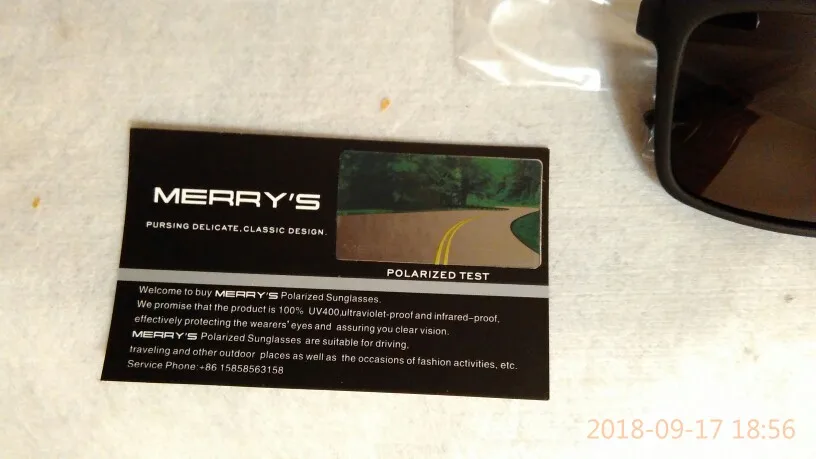 MERRY'S
PURSING DELICATE,CLASSIC DESIGN.
POLARIZED TEST
Welcome to buy MERRY'S Polarized Sunglasses.
We promise that the product is 100% UV400,ultraviolet-proof and infrared-proof,
effectively protecting the wearers' eyes and assuring you clear vision.
MERRY'S Polarized Sunglasses are suitable for driving,
traveling and other outdoor places as well as the occasions of fashion activities, etc.
Service Phone:+86 15858563158
2018-09-17 18:56